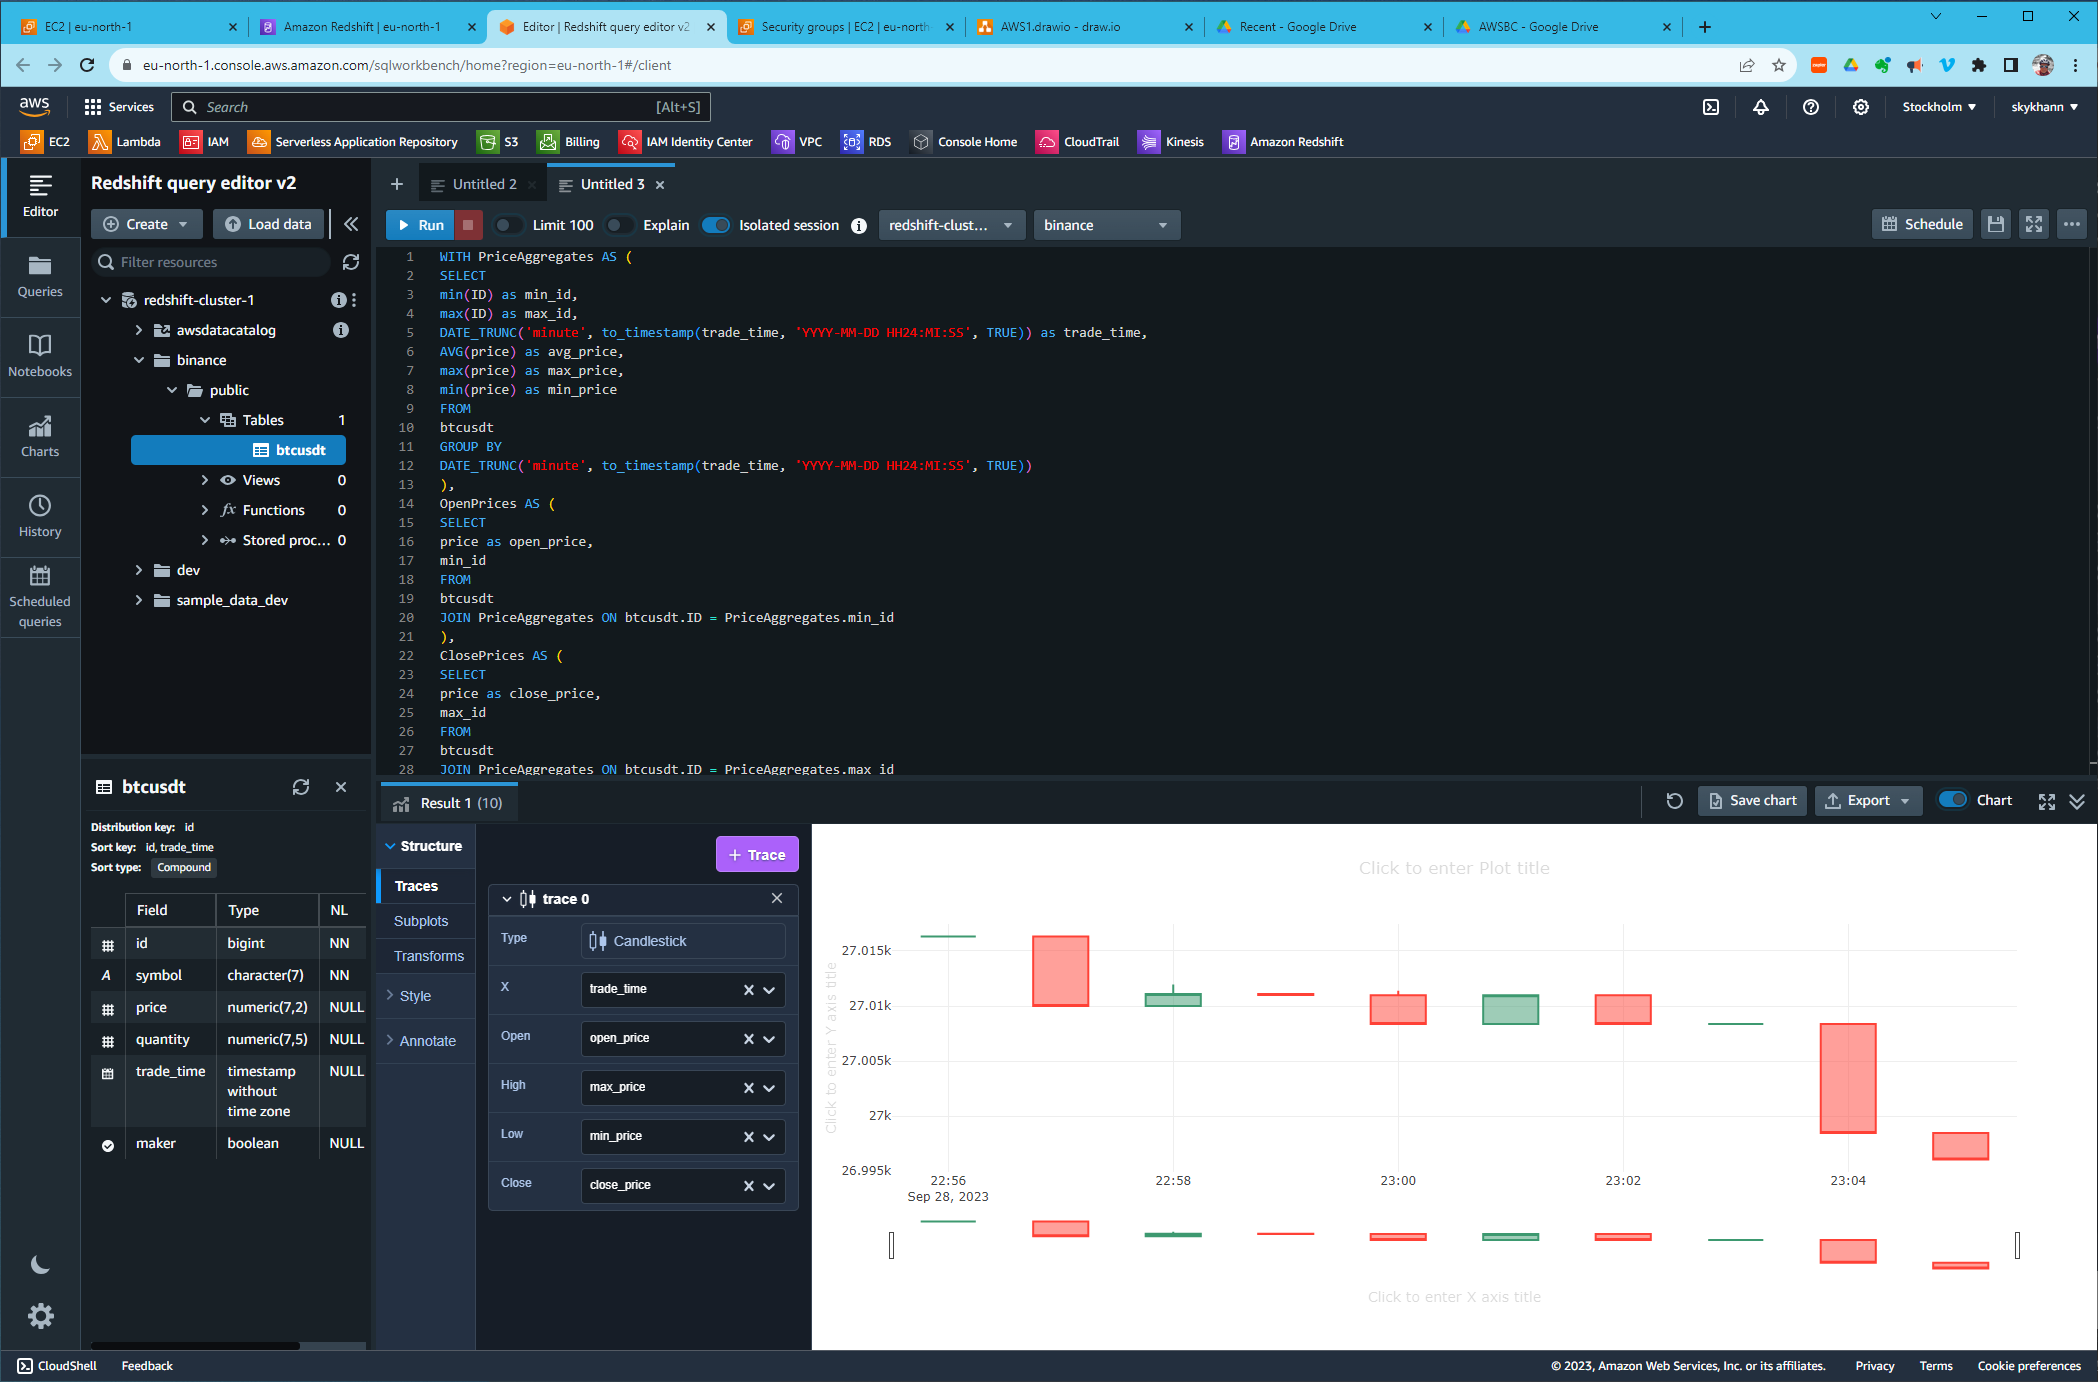 EC2 | eu-north-1
Amazon Redshift | eu-north-1
Editor | Redshift query editor v2
Security groups | EC2 | eu-north
AWS1.drawio - draw.io
Recent - Google Drive
AWSBC - Google Drive
eu-north-1.console.aws.amazon.com/sqlworkbench/home?region=eu-north-1#/client
aws
Services
Search
[Alt+S]
Stockholm
skykhann
EC2
Lambda
IAM
Serverless Application Repository
S3
Billing
IAM Identity Center
VPC
RDS
Console Home
CloudTrail
Kinesis
Amazon Redshift
Editor
Queries
Notebooks
Charts
History
Scheduled
queries
Redshift query editor v2
Create
Load data
Filter resources
redshift-cluster-1
awsdatacatalog
binance
public
Tables 1
btcusdt
Views 0
Functions 0
Stored proc... 0
dev
sample_data_dev
Untitled 2
Untitled 3
Run
Limit 100
Explain
Isolated session
redshift-clust...
binance
Schedule
1 WITH PriceAggregates AS (
2 SELECT
3 min(ID) as min_id,
4 max(ID) as max_id,
5 DATE_TRUNC('minute', to_timestamp(trade_time, 'YYYY-MM-DD HH24:MI:SS', TRUE)) as trade_time,
6 AVG(price) as avg_price,
7 max(price) as max_price,
8 min(price) as min_price
9 FROM
10 btcusdt
11 GROUP BY
12 DATE_TRUNC('minute', to_timestamp(trade_time, 'YYYY-MM-DD HH24:MI:SS', TRUE))
13 ),
14 OpenPrices AS (
15 SELECT
16 price as open_price,
17 min_id
18 FROM
19 btcusdt
20 JOIN PriceAggregates ON btcusdt.ID = PriceAggregates.min_id
21 ),
22 ClosePrices AS (
23 SELECT
24 price as close_price,
25 max_id
26 FROM
27 btcusdt
28 JOIN PriceAggregates ON btcusdt.ID = PriceAggregates.max_id
btcusdt
Distribution key: id
Sort key: id, trade_time
Sort type: Compound
Field Type NL
id bigint NN
symbol character(7) NN
price numeric(7,2) NULL
quantity numeric(7,5) NULL
trade_time timestamp NULL
without
time zone
maker boolean NULL
Result 1 (10)
Save chart
Export
Chart
Structure
Traces
Subplots
Transforms
Style
Annotate
+ Trace
trace 0
Type Candlestick
X trade_time
Open open_price
High max_price
Low min_price
Close close_price
Click to enter Plot title
Click to enter Y axis title
27.015k
27.01k
27.005k
27k
26.995k
22:56 22:58 23:00 23:02 23:04
Sep 28, 2023
Click to enter X axis title
CloudShell
Feedback
© 2023, Amazon Web Services, Inc. or its affiliates.
Privacy
Terms
Cookie preferences